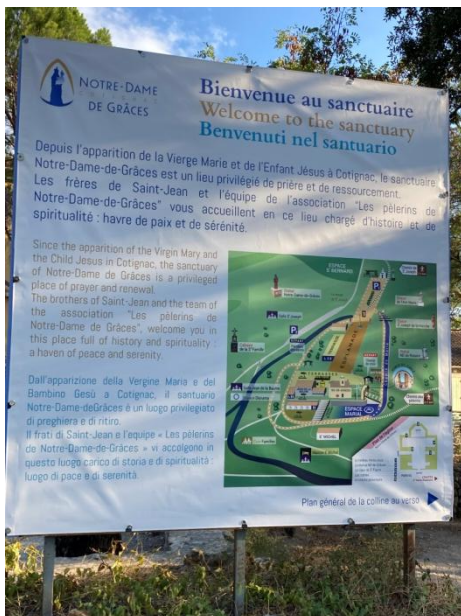 NOTRE-DAME
COTIGNAC
DE GRÂCES
Bienvenue au sanctuaire
Welcome to the sanctuary
Benvenuti nel santuario
Depuis l'apparition de la Vierge Marie et de l'Enfant Jésus à Cotignac, le sanctuaire
Notre-Dame-de-Grâces est un lieu privilégié de prière et de ressourcement.
Les frères de Saint-Jean et l'équipe de l'association "Les pèlerins de
Notre-Dame-de-Grâces" vous accueillent en ce lieu chargé d'histoire et de
spiritualité : havre de paix et de sérénité.
Since the apparition of the Virgin Mary and
the Child Jesus in Cotignac, the sanctuary
of Notre-Dame de Grâces is a privileged
place of prayer and renewal.
The brothers of Saint-Jean and the team of
the association "Les pèlerins de
Notre-Dame de Grâces", welcome you in
this place full of history and spirituality :
a haven of peace and serenity.
Dall'apparizione della Vergine Maria e del
Bambino Gesù a Cotignac, il santuario
Notre-Dame-deGrâces è un luogo privilegiato
di preghiera e di ritiro.
Il frati di Saint-Jean e l'equipe « Les pèlerins
de Notre-Dame-de-Grâces » vi accolgono in
questo luogo carico di storia e di spiritualità :
luogo di pace e di serenità.
ESPACE
P
P
ESPACE
MARIAL
Plan général de la colline au verso